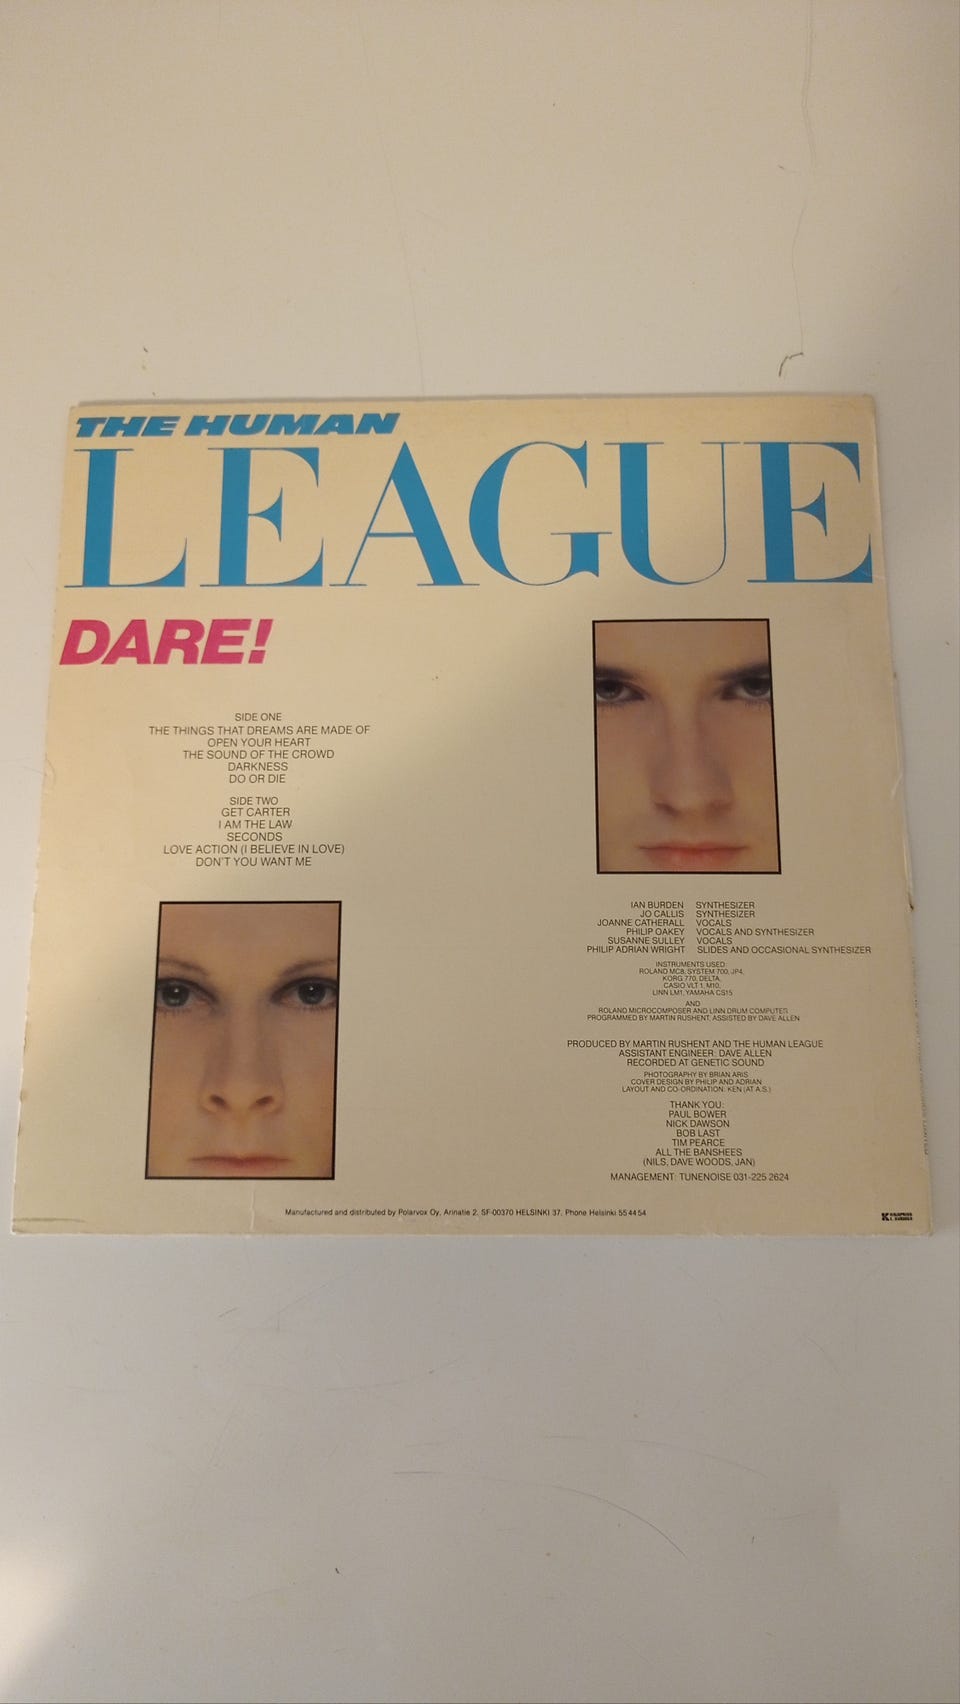 THE HUMAN
LEAGUE
DARE!
SIDE ONE
THE THINGS THAT DREAMS ARE MADE OF
OPEN YOUR HEART
THE SOUND OF THE CROWD
DARKNESS
DO OR DIE
SIDE TWO
GET CARTER
I AM THE LAW
SECONDS
LOVE ACTION (I BELIEVE IN LOVE)
DON'T YOU WANT ME
IAN BURDEN SYNTHESIZER
JO CALLIS SYNTHESIZER
JOANNE CATHERALL VOCALS
PHILIP OAKEY VOCALS AND SYNTHESIZER
SUSANNE SULLEY VOCALS
PHILIP ADRIAN WRIGHT SLIDES AND OCCASIONAL SYNTHESIZER
INSTRUMENTS USED:
ROLAND MC8, SYSTEM 700, JP4,
KORG 770, DELTA,
CASIO VLT 1, M10,
LINN LM1, YAMAHA CS15
AND
ROLAND MICROCOMPOSER AND LINN DRUM COMPUTER
PROGRAMMED BY MARTIN RUSHENT, ASSISTED BY DAVE ALLEN
PRODUCED BY MARTIN RUSHENT AND THE HUMAN LEAGUE
ASSISTANT ENGINEER: DAVE ALLEN
RECORDED AT GENETIC SOUND
PHOTOGRAPHY BY BRIAN ARIS
COVER DESIGN BY PHILIP AND ADRIAN
LAYOUT AND CO-ORDINATION: KEN (AT A.S.)
THANK YOU:
PAUL BOWER
NICK DAWSON
BOB LAST
TIM PEARCE
ALL THE BANSHEES
(NILS, DAVE WOODS, JAN)
MANAGEMENT: TUNENOISE 031-225 2624
Manufactured and distributed by Polarvox Oy, Arinatie 2, SF-00370 HELSINKI 37. Phone Helsinki 55 44 54